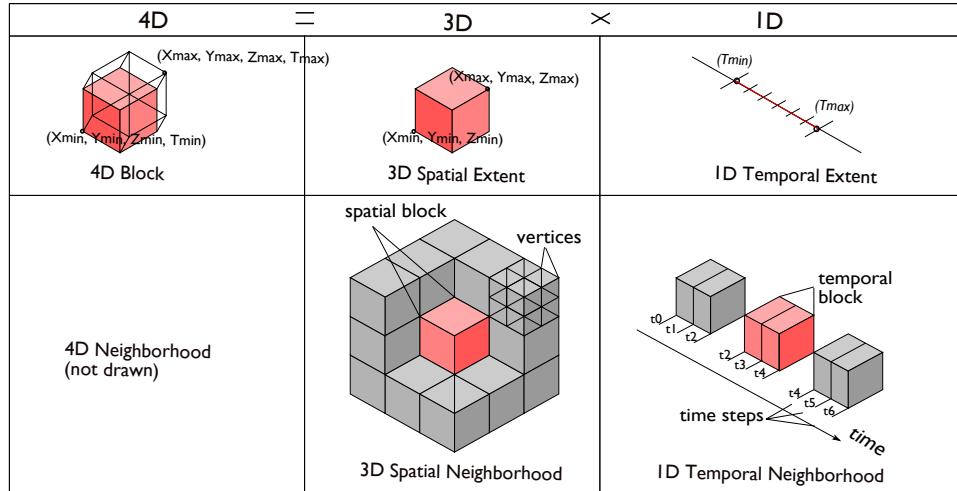 4D = 3D × 1D
(Xmax, Ymax, Zmax, Tmax)
(Xmin, Ymin, Zmin, Tmin)
4D Block
(Xmax, Ymax, Zmax)
(Xmin, Ymin, Zmin)
3D Spatial Extent
(Tmin)
(Tmax)
1D Temporal Extent
4D Neighborhood
(not drawn)
spatial block
vertices
3D Spatial Neighborhood
temporal
block
t0
t1
t2
t2
t3
t4
t4
t5
t6
time steps
time
1D Temporal Neighborhood